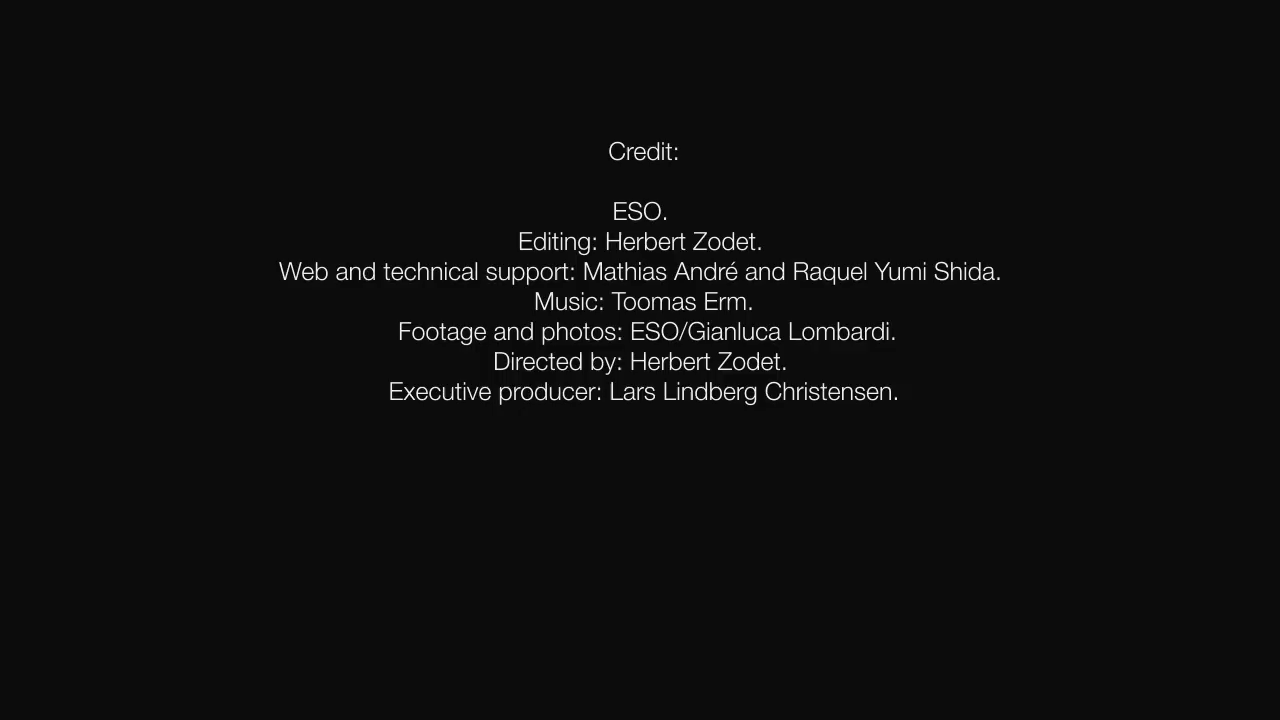 Credit:
ESO.
Editing: Herbert Zodet.
Web and technical support: Mathias André and Raquel Yumi Shida.
Music: Toomas Erm.
Footage and photos: ESO/Gianluca Lombardi.
Directed by: Herbert Zodet.
Executive producer: Lars Lindberg Christensen.